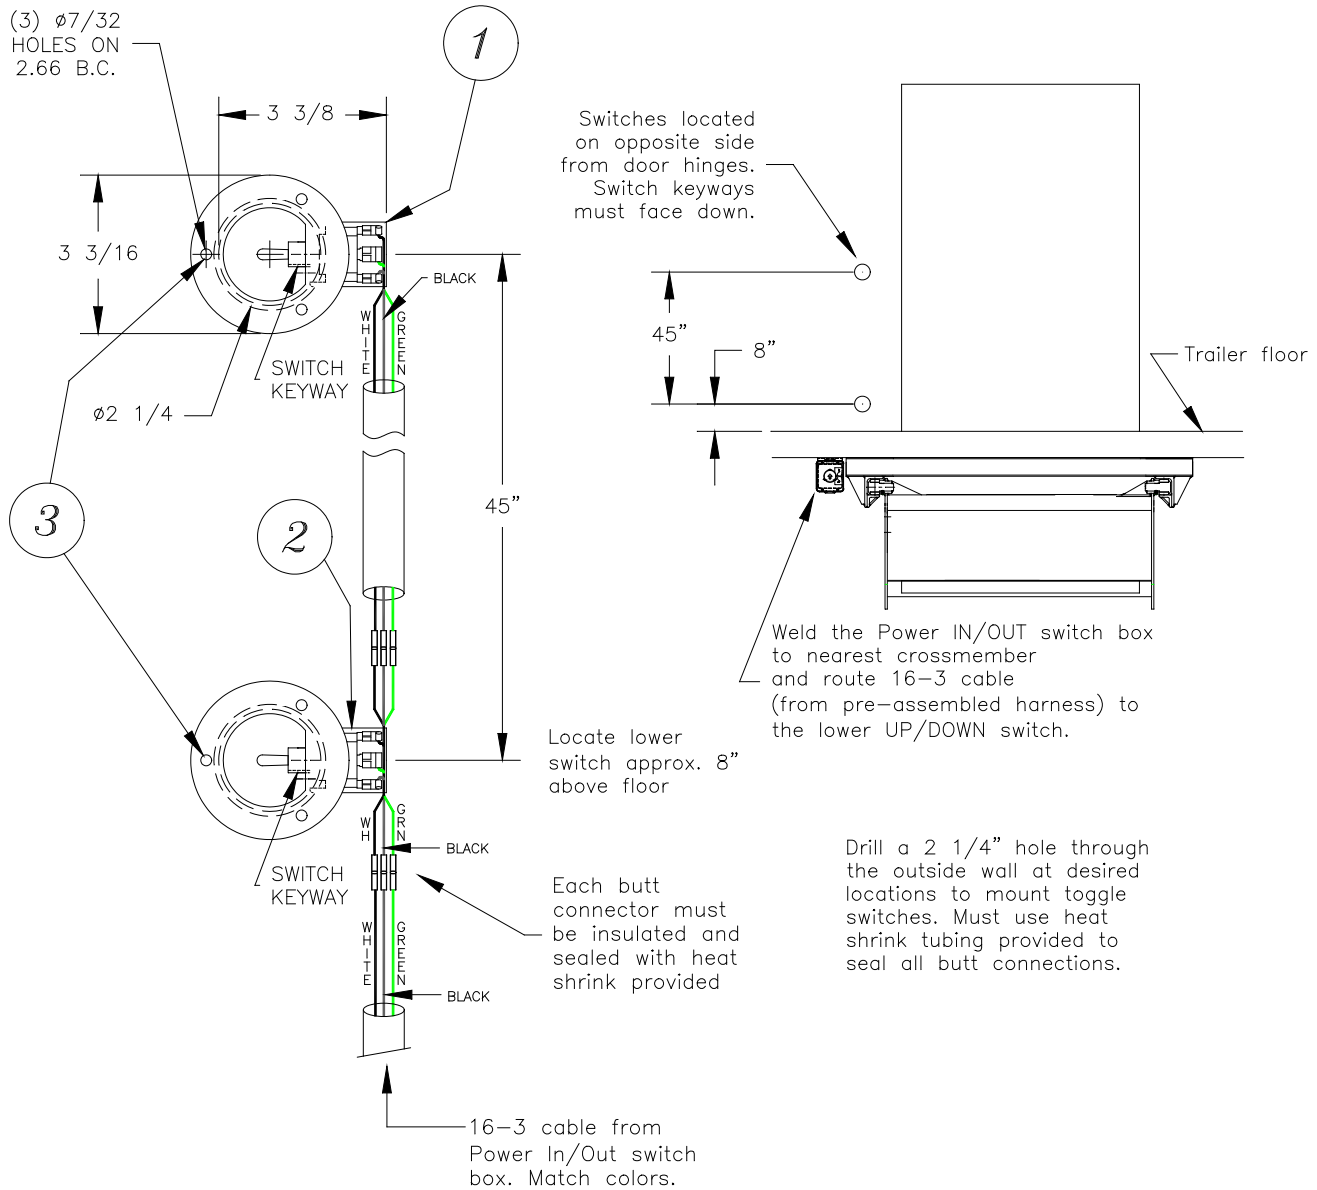 (3) ø7/32
HOLES ON
2.66 B.C.
1
3 3/8
3 3/16
BLACK
WHITE
GREEN
SWITCH
KEYWAY
ø2 1/4
3
2
45”
Switches located
on opposite side
from door hinges.
Switch keyways
must face down.
45”
8”
Trailer floor
Weld the Power IN/OUT switch box
to nearest crossmember
and route 16-3 cable
(from pre-assembled harness) to
the lower UP/DOWN switch.
Locate lower
switch approx. 8”
above floor
WH
GRN
BLACK
SWITCH
KEYWAY
Each butt
connector must
be insulated and
sealed with heat
shrink provided
WHITE
GREEN
BLACK
Drill a 2 1/4” hole through
the outside wall at desired
locations to mount toggle
switches. Must use heat
shrink tubing provided to
seal all butt connections.
16-3 cable from
Power In/Out switch
box. Match colors.